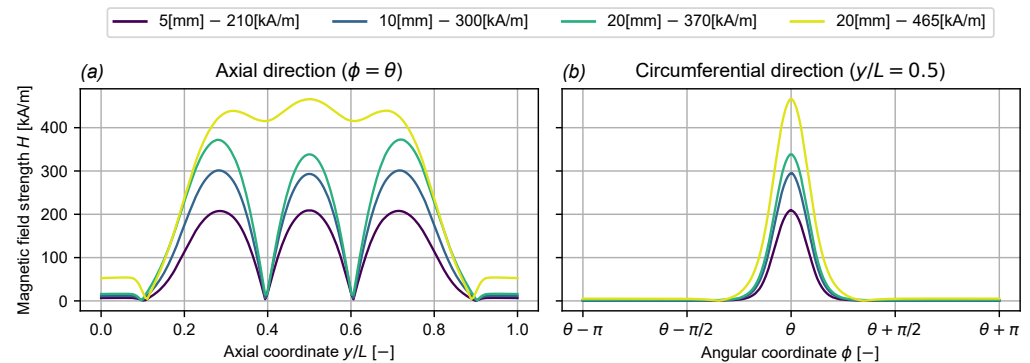 5[mm] − 210[kA/m] 10[mm] − 300[kA/m] 20[mm] − 370[kA/m] 20[mm] − 465[kA/m]
(a) Axial direction (ϕ = θ)
(b) Circumferential direction (y/L = 0.5)
Magnetic field strength H [kA/m]
400
300
200
100
0
0.0 0.2 0.4 0.6 0.8 1.0
Axial coordinate y/L [−]
θ − π θ − π/2 θ θ + π/2 θ + π
Angular coordinate ϕ [−]